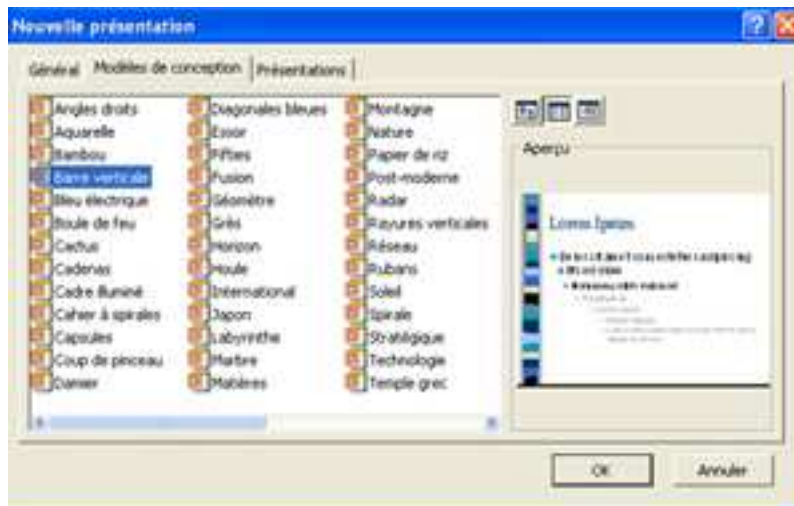 Nouvelle présentation
Général Modèles de conception Présentations
Angles droits
Aquarelle
Bambou
Barre verticale
Bleu électrique
Boule de feu
Cactus
Cadenas
Cadre illuminé
Cahier à spirales
Capsules
Coup de pinceau
Damier
Diagonales bleues
Essor
Fifties
Fusion
Géomètre
Grès
Horizon
Houle
International
Japon
Labyrinthe
Marbre
Matières
Montagne
Nature
Papier de riz
Post-moderne
Radar
Rayures verticales
Réseau
Rubans
Soleil
Spirale
Stratégique
Technologie
Temple grec
Aperçu
Lorem Ipsum
OK Annuler